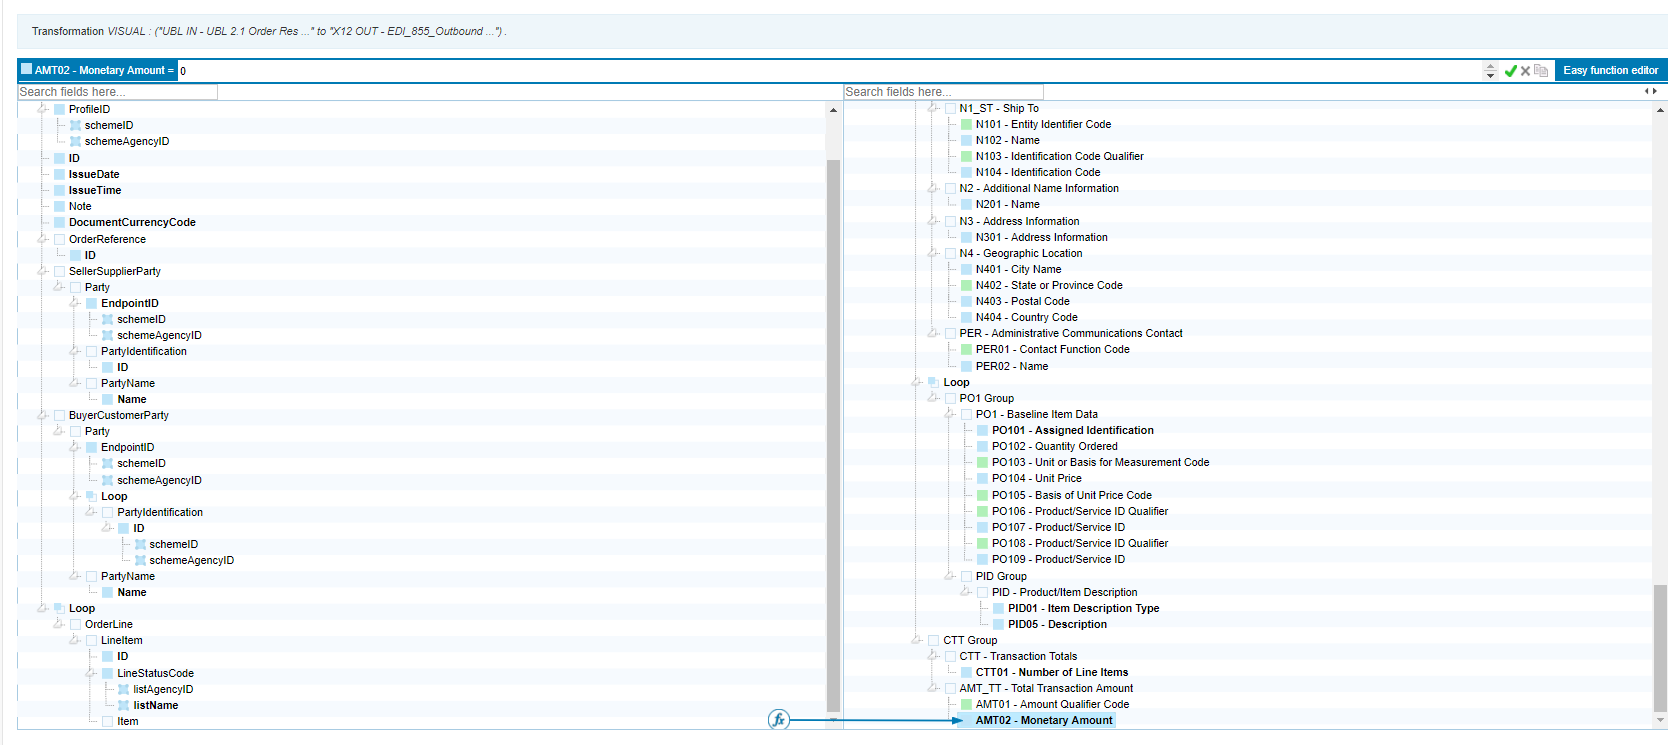 Transformation VISUAL : ("UBL IN - UBL 2.1 Order Res ..." to "X12 OUT - EDI_855_Outbound ...") .
AMT02 - Monetary Amount = 0
Easy function editor
Search fields here...
ProfileID
schemeID
schemeAgencyID
ID
IssueDate
IssueTime
Note
DocumentCurrencyCode
OrderReference
ID
SellerSupplierParty
Party
EndpointID
schemeID
schemeAgencyID
PartyIdentification
ID
PartyName
Name
BuyerCustomerParty
Party
EndpointID
schemeID
schemeAgencyID
Loop
PartyIdentification
ID
schemeID
schemeAgencyID
PartyName
Name
Loop
OrderLine
LineItem
ID
LineStatusCode
listAgencyID
listName
Item
fx
Search fields here...
N1_ST - Ship To
N101 - Entity Identifier Code
N102 - Name
N103 - Identification Code Qualifier
N104 - Identification Code
N2 - Additional Name Information
N201 - Name
N3 - Address Information
N301 - Address Information
N4 - Geographic Location
N401 - City Name
N402 - State or Province Code
N403 - Postal Code
N404 - Country Code
PER - Administrative Communications Contact
PER01 - Contact Function Code
PER02 - Name
Loop
PO1 Group
PO1 - Baseline Item Data
PO101 - Assigned Identification
PO102 - Quantity Ordered
PO103 - Unit or Basis for Measurement Code
PO104 - Unit Price
PO105 - Basis of Unit Price Code
PO106 - Product/Service ID Qualifier
PO107 - Product/Service ID
PO108 - Product/Service ID Qualifier
PO109 - Product/Service ID
PID Group
PID - Product/Item Description
PID01 - Item Description Type
PID05 - Description
CTT Group
CTT - Transaction Totals
CTT01 - Number of Line Items
AMT_TT - Total Transaction Amount
AMT01 - Amount Qualifier Code
AMT02 - Monetary Amount